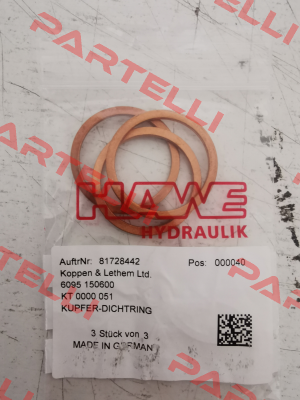 PARTELLI
HAWE
HYDRAULIK
AuftrNr: 81728442 Pos: 000040
Koppen & Lethem Ltd.
6095 150600
KT 0000 051
KUPFER-DICHTRING
3 Stück von 3
MADE IN GERMANY